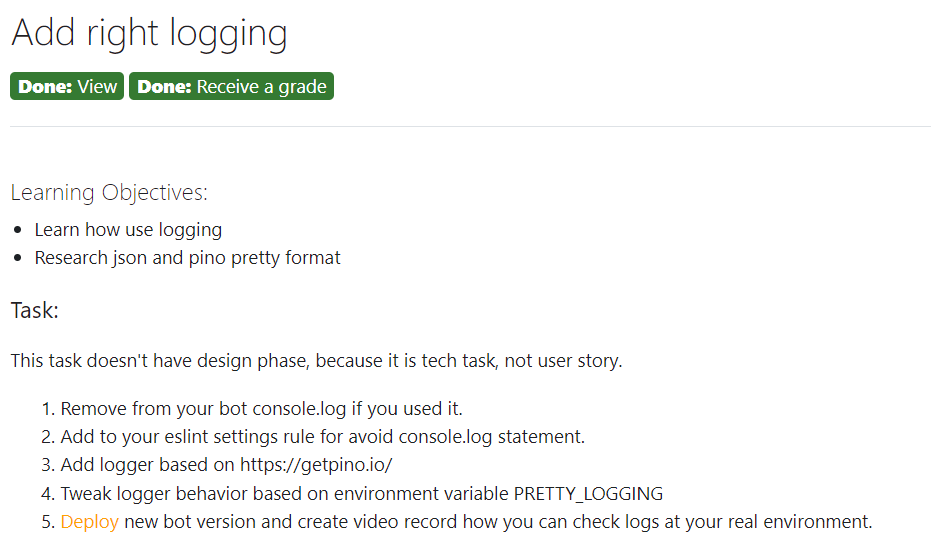 Add right logging
Done: View Done: Receive a grade
Learning Objectives:
• Learn how use logging
• Research json and pino pretty format
Task:
This task doesn't have design phase, because it is tech task, not user story.
1. Remove from your bot console.log if you used it.
2. Add to your eslint settings rule for avoid console.log statement.
3. Add logger based on https://getpino.io/
4. Tweak logger behavior based on environment variable PRETTY_LOGGING
5. Deploy new bot version and create video record how you can check logs at your real environment.